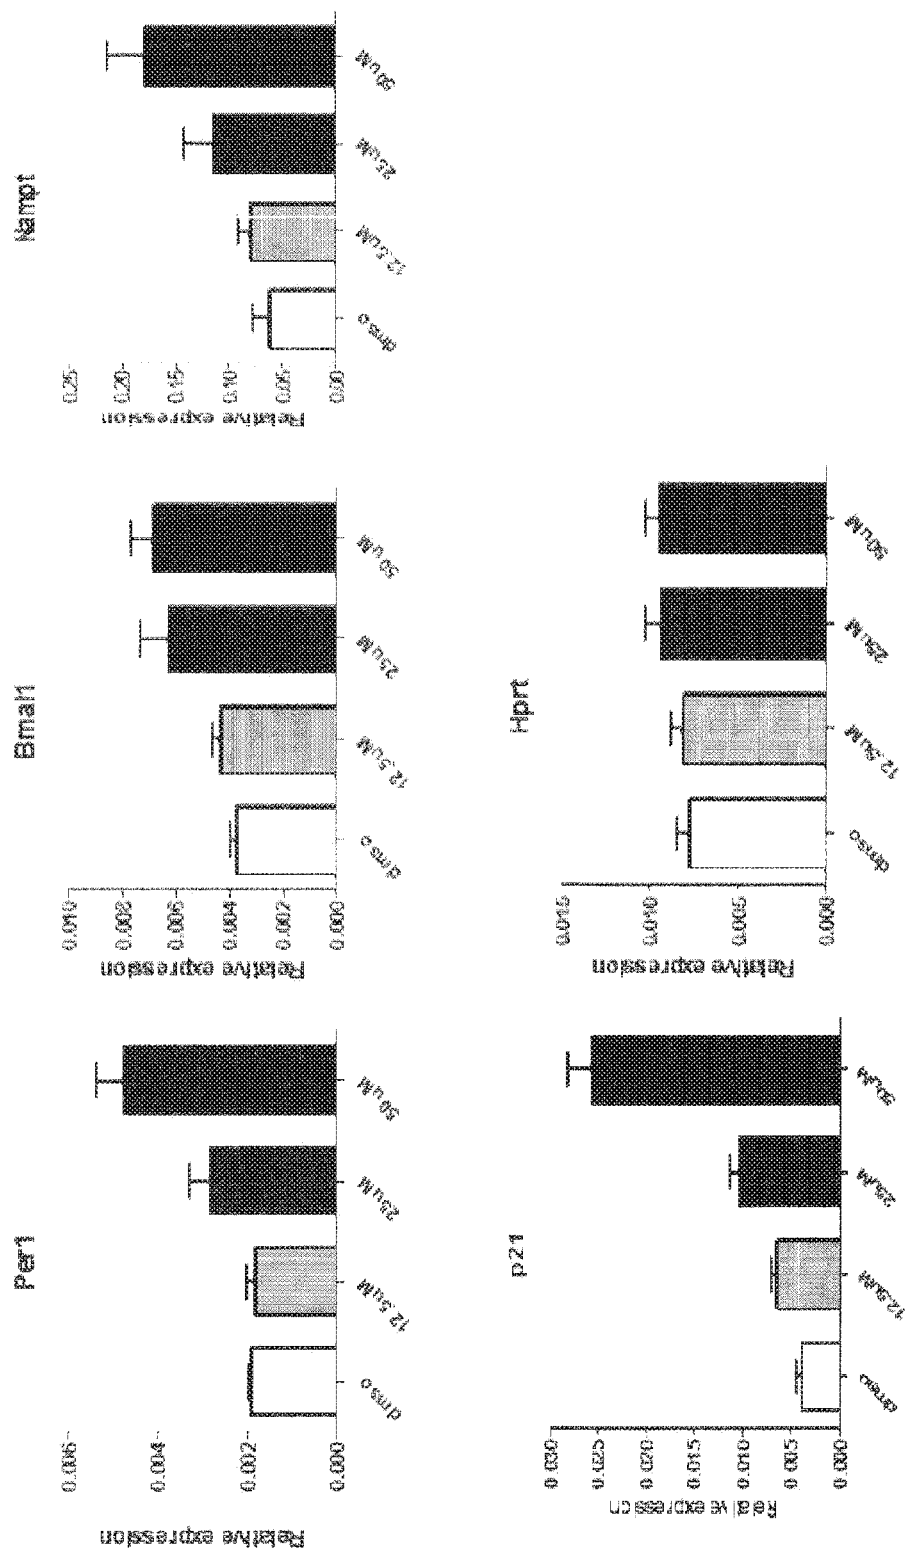 Per1
Relative expression
0.006
0.004
0.002
0.000
dmso
12.5uM
25uM
50uM
Bmal1
Relative expression
0.010
0.008
0.006
0.004
0.002
0.000
dmso
12.5uM
25uM
50uM
Nampt
Relative expression
0.25
0.20
0.15
0.10
0.05
0.00
dmso
12.5uM
25uM
50uM
p21
Relative expression
0.030
0.025
0.020
0.015
0.010
0.005
0.000
dmso
12.5uM
25uM
50uM
Hprt
Relative expression
0.015
0.010
0.005
0.000
dmso
12.5uM
25uM
50uM